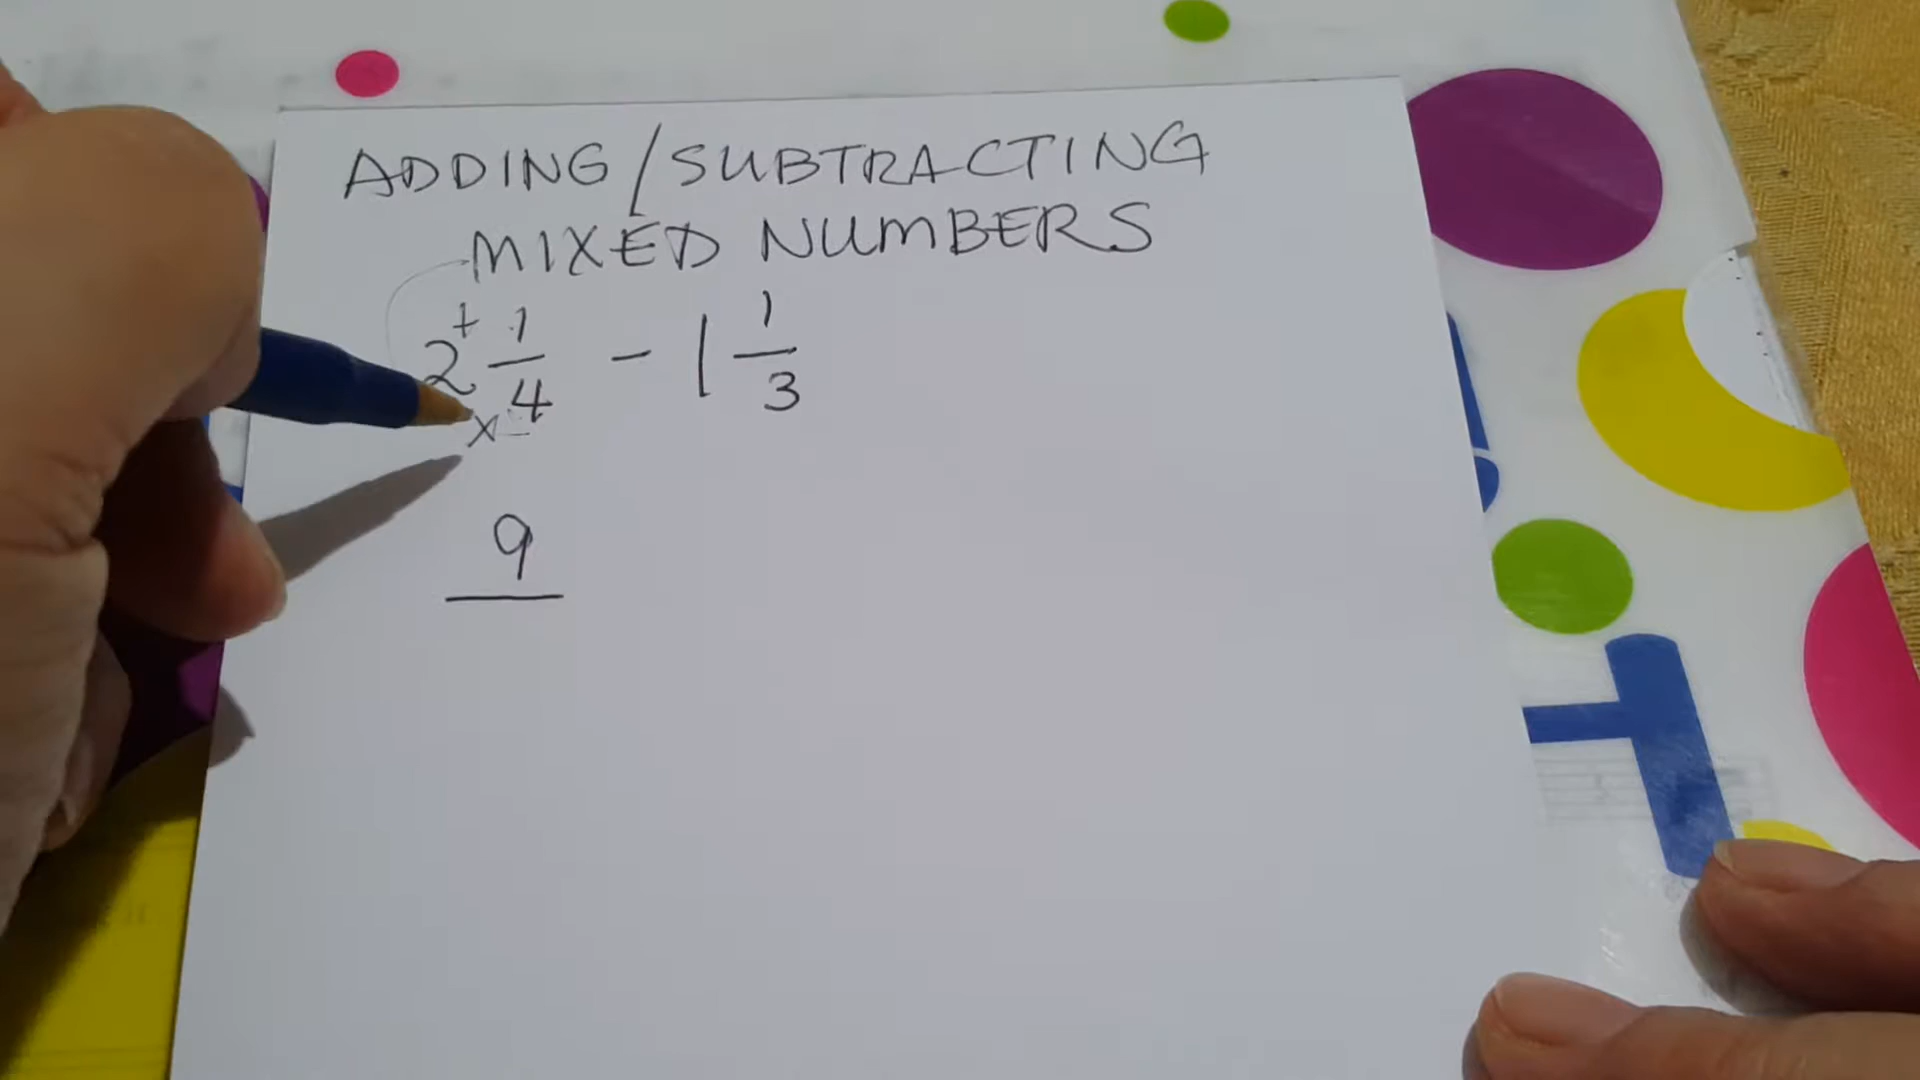 ADDING/SUBTRACTING
MIXED NUMBERS
+ 1 1
2 — - 1 —
4 3
x
9
—